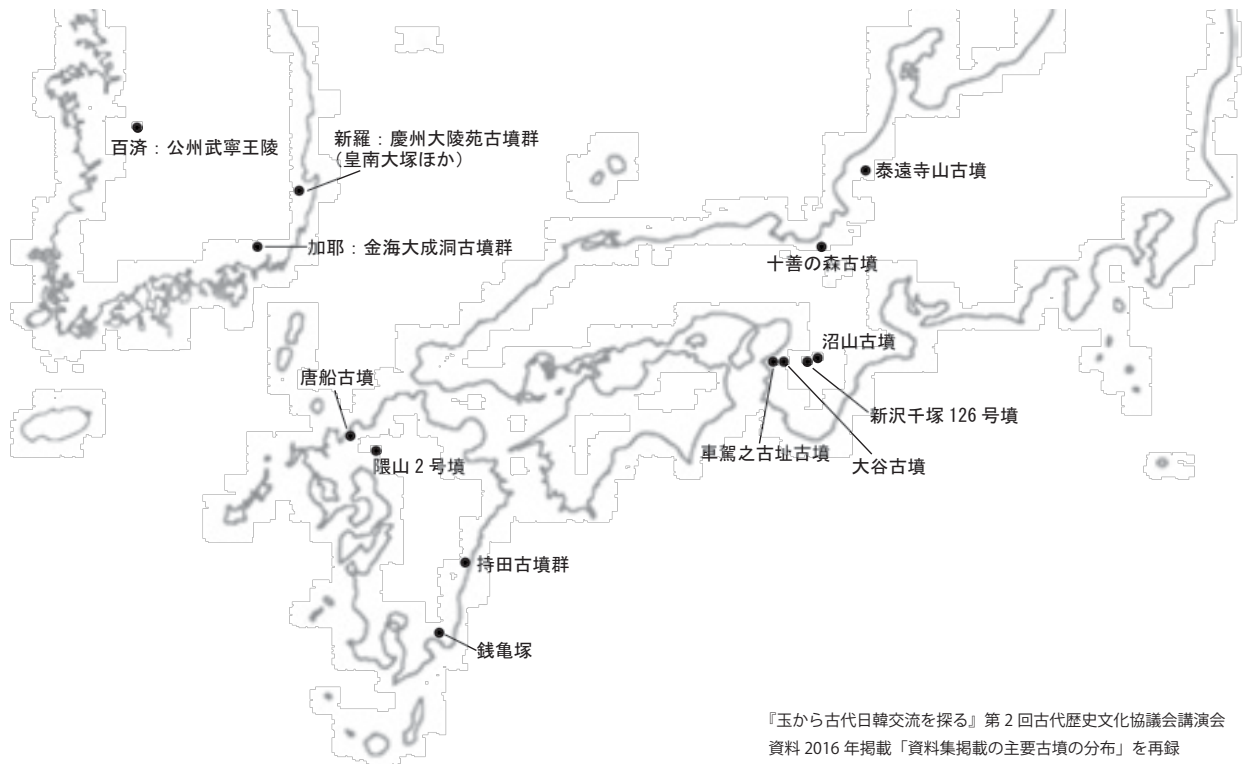 百済：公州武寧王陵
新羅：慶州大陵苑古墳群
(皇南大塚ほか)
加耶：金海大成洞古墳群
泰遠寺山古墳
十善の森古墳
沼山古墳
新沢千塚 126 号墳
車駕之古址古墳
大谷古墳
唐船古墳
隈山 2 号墳
持田古墳群
銭亀塚
『玉から古代日韓交流を探る』第 2 回古代歴史文化協議会講演会
資料 2016 年掲載「資料集掲載の主要古墳の分布」を再録